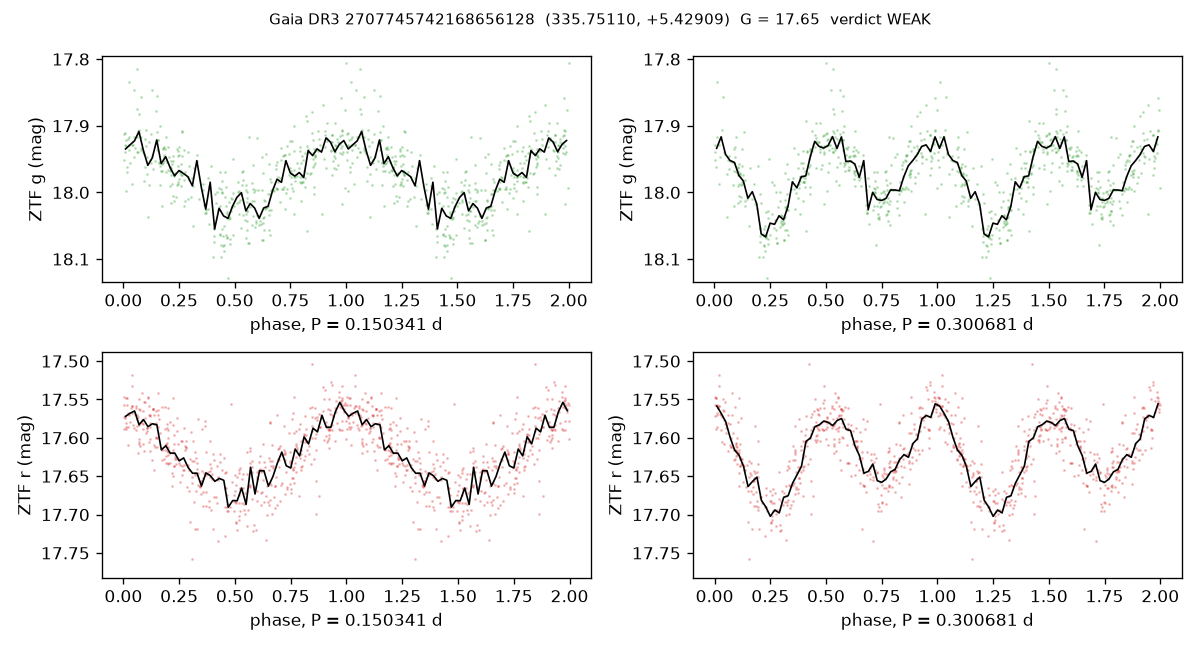 Gaia DR3 2707745742168656128 (335.75110, +5.42909) G = 17.65 verdict WEAK
17.8
17.9
18.0
18.1
ZTF g (mag)
0.00 0.25 0.50 0.75 1.00 1.25 1.50 1.75 2.00
phase, P = 0.150341 d
17.8
17.9
18.0
18.1
ZTF g (mag)
0.00 0.25 0.50 0.75 1.00 1.25 1.50 1.75 2.00
phase, P = 0.300681 d
17.50
17.55
17.60
17.65
17.70
17.75
ZTF r (mag)
0.00 0.25 0.50 0.75 1.00 1.25 1.50 1.75 2.00
phase, P = 0.150341 d
17.50
17.55
17.60
17.65
17.70
17.75
ZTF r (mag)
0.00 0.25 0.50 0.75 1.00 1.25 1.50 1.75 2.00
phase, P = 0.300681 d